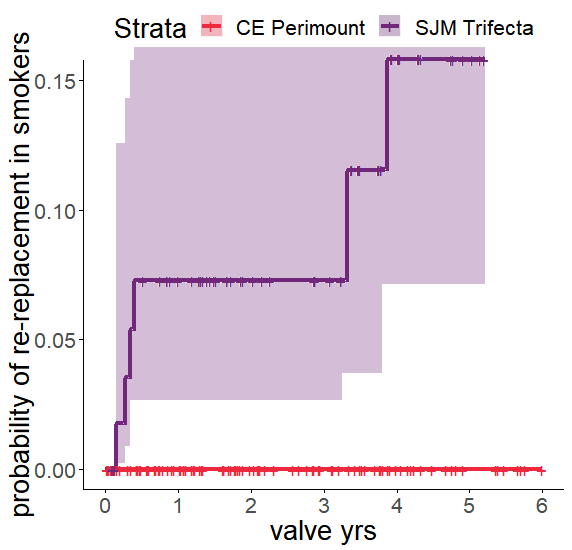 Strata CE Perimount SJM Trifecta
probability of re-replacement in smokers
0.15
0.10
0.05
0.00
0 1 2 3 4 5 6
valve yrs